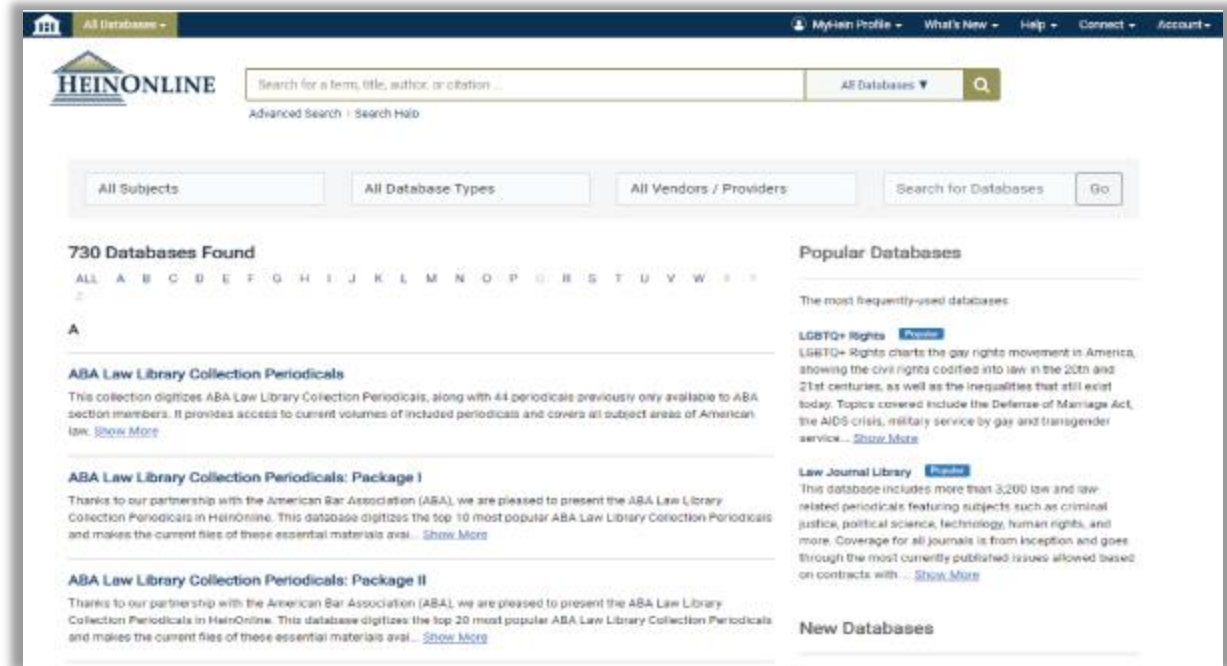 All Databases
MyHein Profile What's New Help Connect Account
HEINONLINE
Search for a term, title, author, or citation ...
All Databases ▼
Advanced Search | Search Help
All Subjects
All Database Types
All Vendors / Providers
Search for Databases
Go
730 Databases Found
ALL A B C D E F G H I J K L M N O P Q R S T U V W X Y
Z
A
ABA Law Library Collection Periodicals
This collection digitizes ABA Law Library Collection Periodicals, along with 44 periodicals previously only available to ABA
section members. It provides access to current volumes of included periodicals and covers all subject areas of American
law. Show More
ABA Law Library Collection Periodicals: Package I
Thanks to our partnership with the American Bar Association (ABA), we are pleased to present the ABA Law Library
Collection Periodicals in HeinOnline. This database digitizes the top 10 most popular ABA Law Library Collection Periodicals
and makes the current files of these essential materials avai... Show More
ABA Law Library Collection Periodicals: Package II
Thanks to our partnership with the American Bar Association (ABA), we are pleased to present the ABA Law Library
Collection Periodicals in HeinOnline. This database digitizes the top 20 most popular ABA Law Library Collection Periodicals
and makes the current files of these essential materials avai... Show More
Popular Databases
The most frequently-used databases
LGBTQ+ Rights Popular
LGBTQ+ Rights charts the gay rights movement in America,
showing the civil rights codified into law in the 20th and
21st centuries, as well as the inequalities that still exist
today. Topics covered include the Defense of Marriage Act,
the AIDS crisis, military service by gay and transgender
service... Show More
Law Journal Library Popular
This database includes more than 3,200 law and law-
related periodicals featuring subjects such as criminal
justice, political science, technology, human rights, and
more. Coverage for all journals is from inception and goes
through the most currently published issues allowed based
on contracts with ... Show More
New Databases